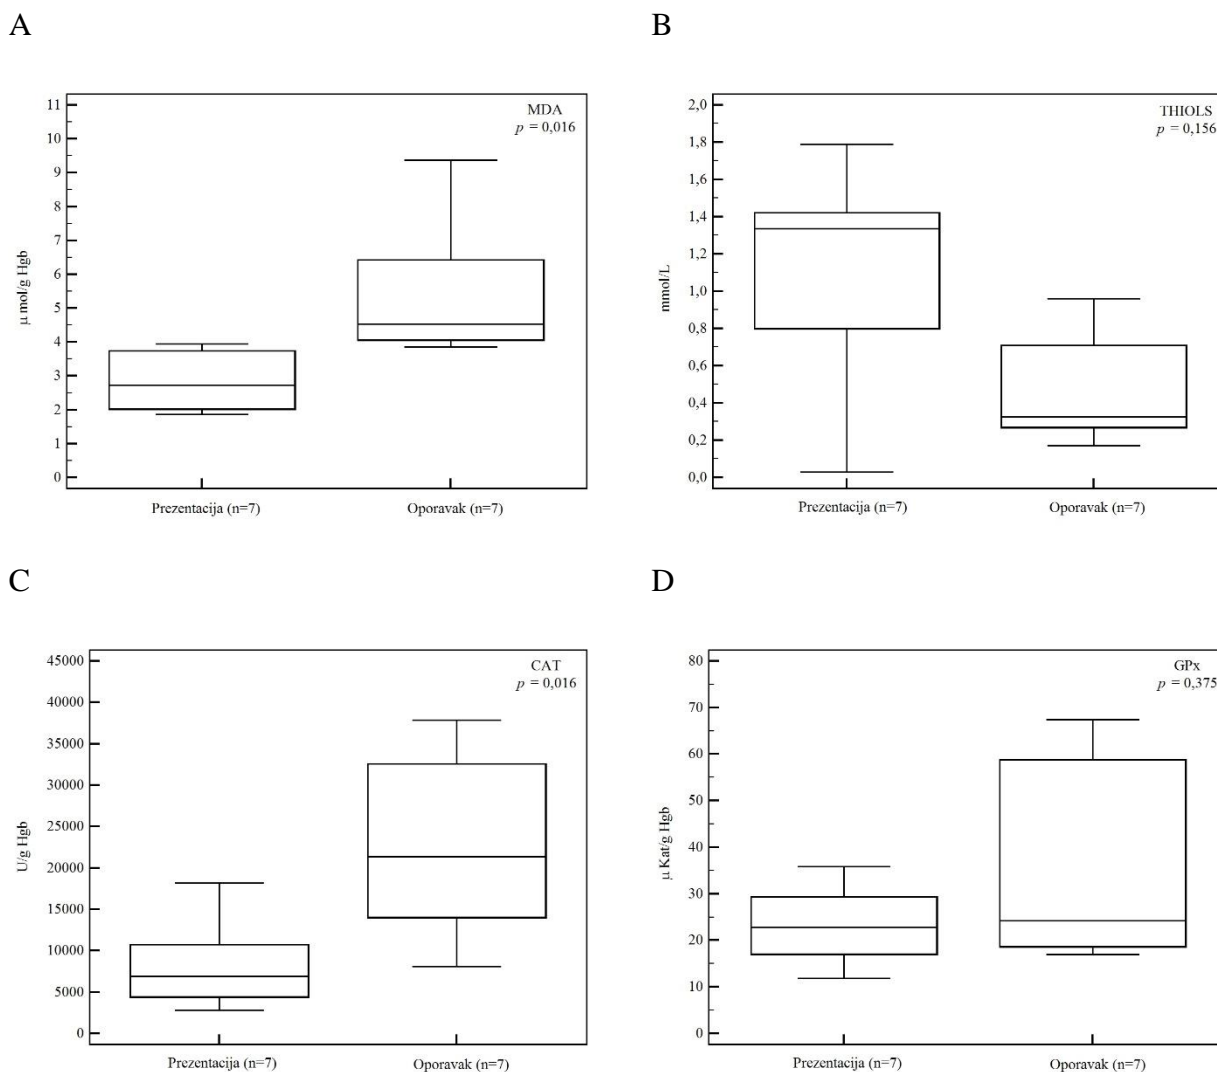 A
MDA
p = 0,016
11
10
9
8
7
6
5
4
3
2
1
0
μ mol/g Hgb
Prezentacija (n=7)
Oporavak (n=7)
B
THIOLS
p = 0,156
2,0
1,8
1,6
1,4
1,2
1,0
0,8
0,6
0,4
0,2
0,0
mmol/L
Prezentacija (n=7)
Oporavak (n=7)
C
CAT
p = 0,016
45000
40000
35000
30000
25000
20000
15000
10000
5000
0
U/g Hgb
Prezentacija (n=7)
Oporavak (n=7)
D
GPx
p = 0,375
80
70
60
50
40
30
20
10
0
μ Kat/g Hgb
Prezentacija (n=7)
Oporavak (n=7)